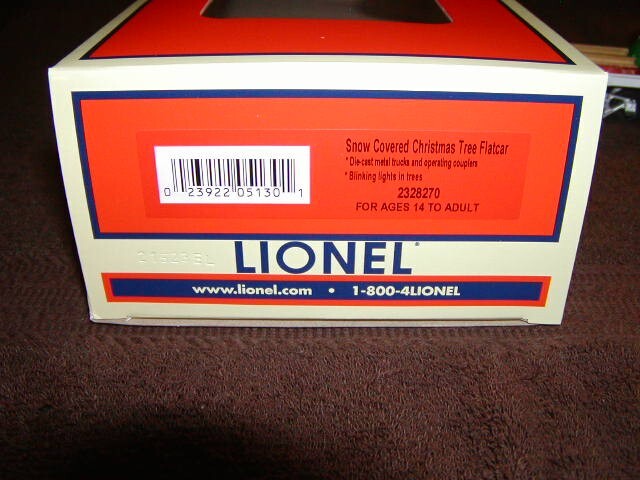 Snow Covered Christmas Tree Flatcar
* Die-cast metal trucks and operating couplers
* Blinking lights in trees
2328270
FOR AGES 14 TO ADULT
0 23922 05130 1
LIONEL
www.lionel.com • 1-800-4LIONEL